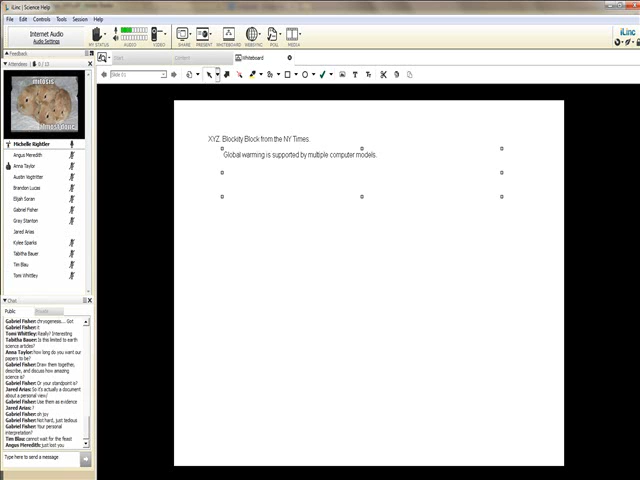 iLinc | Science Help
File Edit Controls Tools Session Help
Internet Audio
Audio Settings
MY STATUS AUDIO VIDEO SHARE PRESENT WHITEBOARD WEBSYNC POLL MEDIA
iLinc
Feedback
Attendees 0 / 13
Start Content Whiteboard
mitosis
almost done
Michelle Rightler
Angus Meredith
Anna Taylor
Austin Vogtritter
Brandon Lucas
Elijah Soran
Gabriel Fisher
Gray Stanton
Jared Arias
Kylee Sparks
Tabitha Bauer
Tim Blau
Tomi Whittley
XYZ. Blockity Block from the NY Times.
Global warming is supported by multiple computer models.
Chat
Public Private
Gabriel Fisher: chryogenesis... Got
Gabriel Fisher: it
Tomi Whittley: Really? Interesting
Tabitha Bauer: Is this limited to earth
science articles?
Anna Taylor: how long do you want our
papers to be?
Gabriel Fisher: Draw them together,
describe, and discuss how amazing
science is?
Gabriel Fisher: Or your standpoint is?
Jared Arias: So it's actually a document
about a personal view/
Gabriel Fisher: Use them as evidence
Jared Arias: ?
Gabriel Fisher: oh joy
Gabriel Fisher: Not hard, just tedious
Gabriel Fisher: Your personal
interpretation?
Tim Blau: cannot wait for the feast
Angus Meredith: just lost you
Type here to send a message